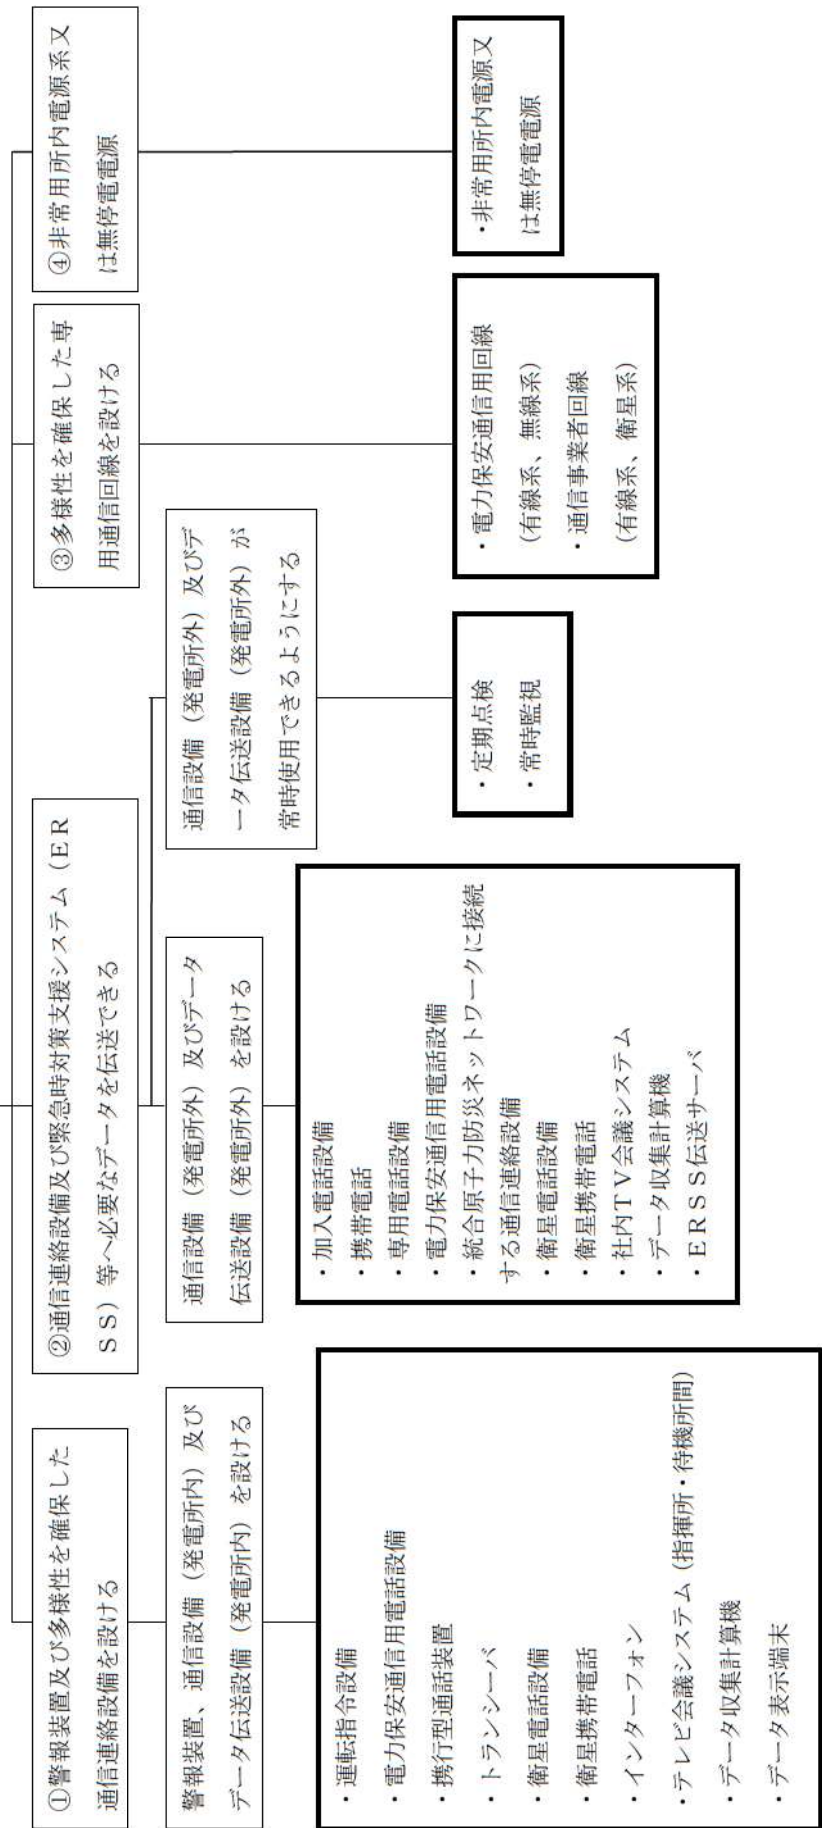 ①警報装置及び多様性を確保した
通信連絡設備を設ける
警報装置、通信設備（発電所内）及び
データ伝送設備（発電所内）を設ける
・運転指令設備
・電力保安通信用電話設備
・携行型通話装置
・トランシーバ
・衛星電話設備
・衛星携帯電話
・インターフォン
・テレビ会議システム（指揮所・待機所間）
・データ収集計算機
・データ表示端末
②通信連絡設備及び緊急時対策支援システム（ＥＲ
ＳＳ）等へ必要なデータを伝送できる
通信設備（発電所外）及びデータ
伝送設備（発電所外）を設ける
・加入電話設備
・携帯電話
・専用電話設備
・電力保安通信用電話設備
・統合原子力防災ネットワークに接続
する通信連絡設備
・衛星電話設備
・衛星携帯電話
・社内ＴＶ会議システム
・データ収集計算機
・ＥＲＳＳ伝送サーバ
通信設備（発電所外）及びデ
ータ伝送設備（発電所外）が
常時使用できるようにする
・定期点検
・常時監視
③多様性を確保した専
用通信回線を設ける
・電力保安通信用回線
（有線系、無線系）
・通信事業者回線
（有線系、衛星系）
④非常用所内電源系又
は無停電電源
・非常用所内電源又
は無停電電源